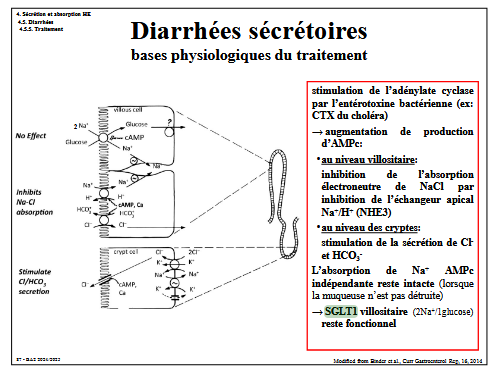 4. Sécrétion et absorption HE
4.5. Diarrhées
4.5.5. Traitement
Diarrhées sécrétoires
bases physiologiques du traitement
villous cell
No Effect
2 Na+
Glucose
Glucose
cAMP
Na+
?
Na+
Inhibits
Na-Cl
absorption
Na+
Na+
H+
H+
cAMP, Ca
HCO3-
HCO3-
Cl-
Cl-
Stimulate
Cl/HCO3
secretion
crypt cell
Cl-
2Cl-
K+
K+
Na+
Na+
Cl-
cAMP,
Ca
K+
K+
stimulation de l'adénylate cyclase
par l'entérotoxine bactérienne (ex:
CTX du choléra)
→ augmentation de production
d'AMPc:
•au niveau villositaire:
inhibition de l'absorption
électroneutre de NaCl par
inhibition de l'échangeur apical
Na+/H+ (NHE3)
•au niveau des cryptes:
stimulation de la sécrétion de Cl-
et HCO3-
L'absorption de Na+ AMPc
indépendante reste intacte (lorsque
la muqueuse n'est pas détruite)
→ SGLT1 villositaire (2Na+/1glucose)
reste fonctionnel
Modified from Binder et al., Curr Gastroenterol Rep, 16, 2014